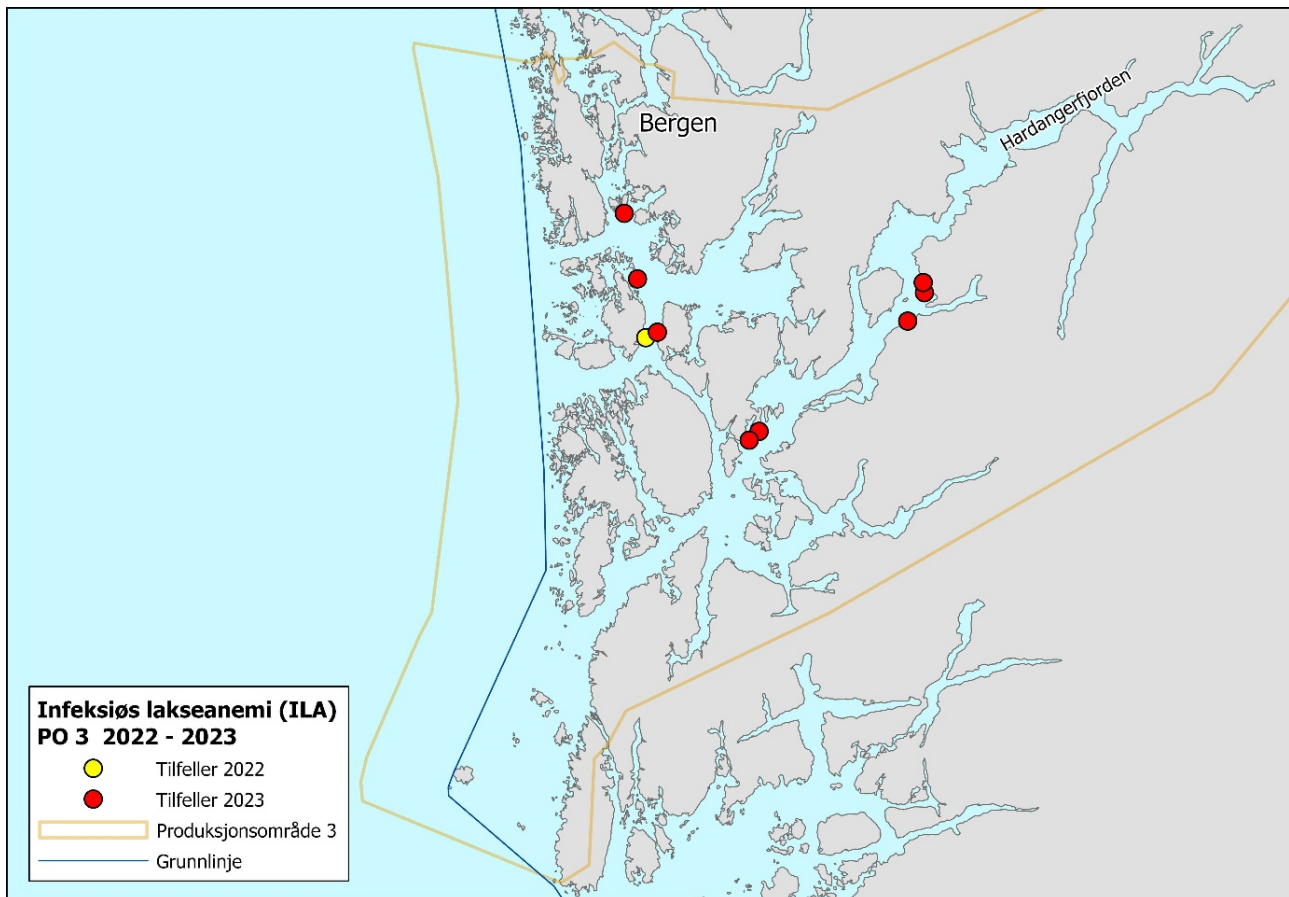 Hardangerfjorden
Bergen
Infeksiøs lakseanemi (ILA)
PO 3 2022 - 2023
Tilfeller 2022
Tilfeller 2023
Produksjonsområde 3
Grunnlinje